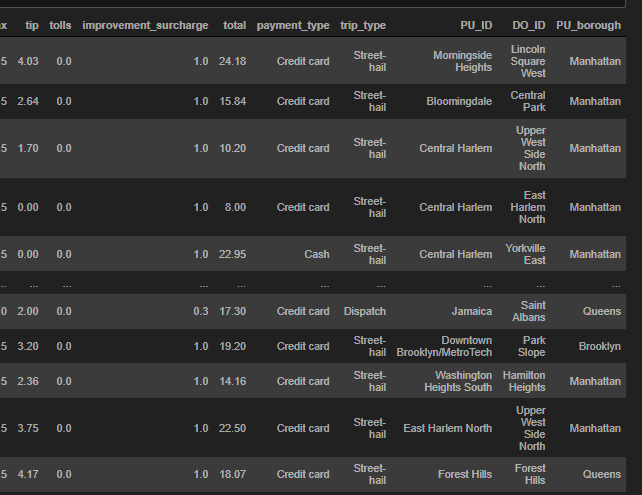 x tip tolls improvement_surcharge total payment_type trip_type PU_ID DO_ID PU_borough
5 4.03 0.0 1.0 24.18 Credit card Street-hail Morningside Heights Lincoln Square West Manhattan
5 2.64 0.0 1.0 15.84 Credit card Street-hail Bloomingdale Central Park Manhattan
5 1.70 0.0 1.0 10.20 Credit card Street-hail Central Harlem Upper West Side North Manhattan
5 0.00 0.0 1.0 8.00 Credit card Street-hail Central Harlem East Harlem North Manhattan
5 0.00 0.0 1.0 22.95 Cash Street-hail Central Harlem Yorkville East Manhattan
... ... ... ... ... ... ... ... ... ...
0 2.00 0.0 0.3 17.30 Credit card Dispatch Jamaica Saint Albans Queens
5 3.20 0.0 1.0 19.20 Credit card Street-hail Downtown Brooklyn/MetroTech Park Slope Brooklyn
5 2.36 0.0 1.0 14.16 Credit card Street-hail Washington Heights South Hamilton Heights Manhattan
5 3.75 0.0 1.0 22.50 Credit card Street-hail East Harlem North Upper West Side North Manhattan
5 4.17 0.0 1.0 18.07 Credit card Street-hail Forest Hills Forest Hills Queens